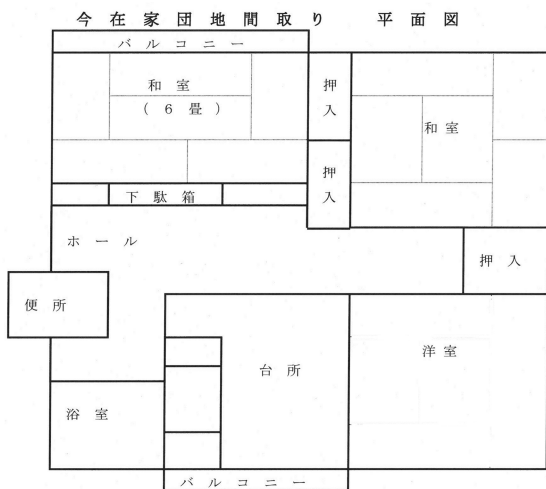 今在家団地間取り　平面図
バルコニー
和室
（６畳）
押入
和室
押入
下駄箱
ホール
押入
便所
洋室
台所
浴室
バルコニー